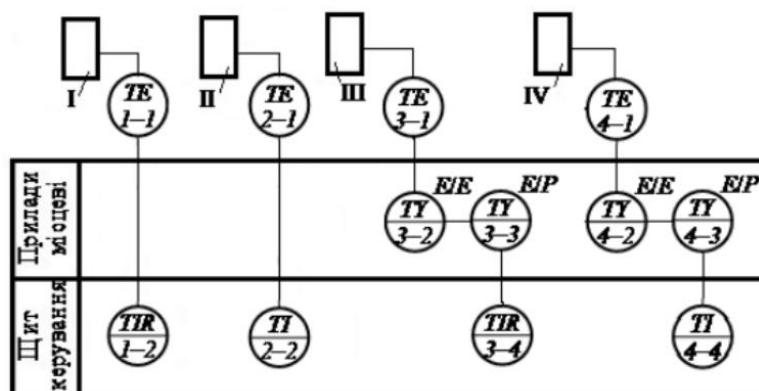 I
TE
1–1
II
TE
2–1
III
TE
3–1
IV
TE
4–1
Прилади
місцеві
TY
3–2
E/E
TY
3–3
E/P
TY
4–2
E/E
TY
4–3
E/P
Щит
керування
TIR
1–2
TI
2–2
TIR
3–4
TI
4–4